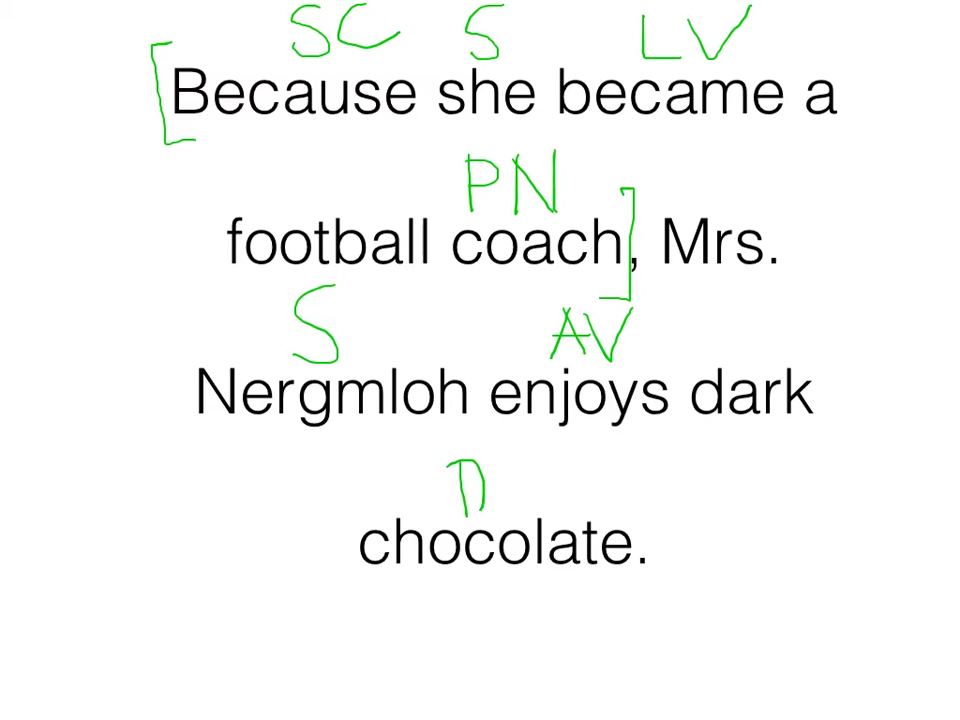 SC S LV
Because she became a
PN
football coach, Mrs.
S AV
Nergmloh enjoys dark
D
chocolate.